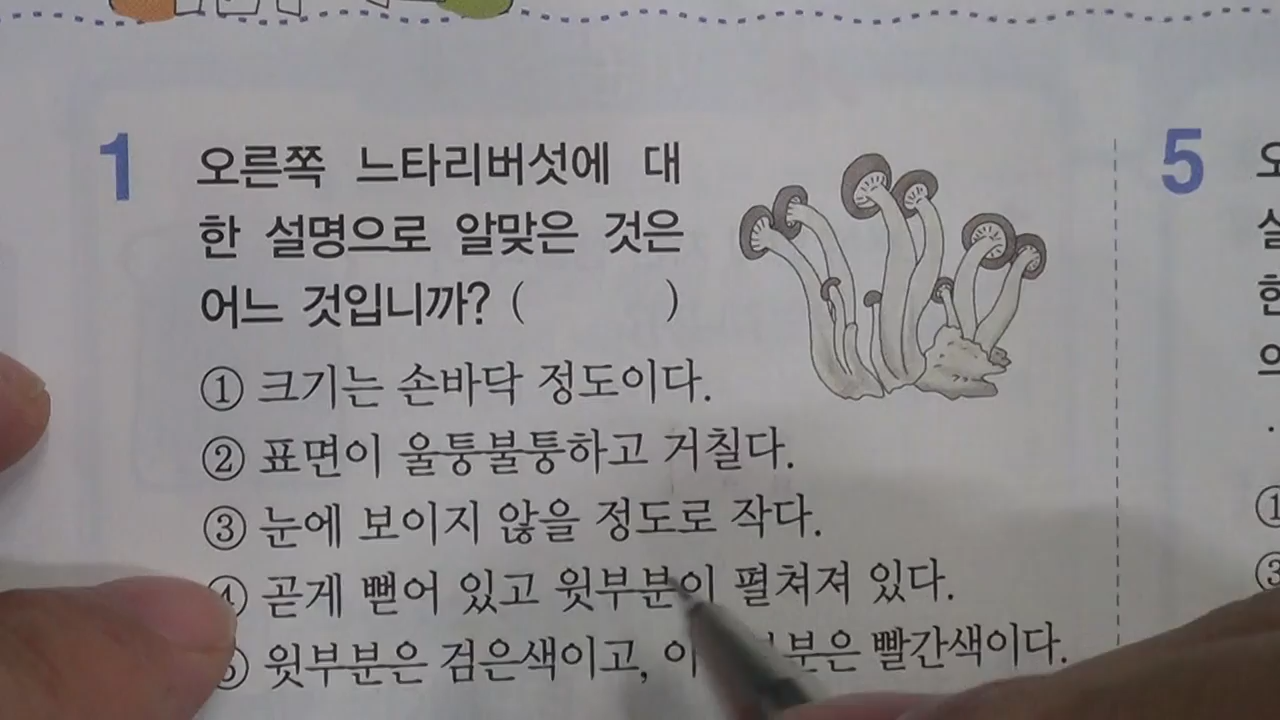 1 오른쪽 느타리버섯에 대
한 설명으로 알맞은 것은
어느 것입니까? ( )
① 크기는 손바닥 정도이다.
② 표면이 울퉁불퉁하고 거칠다.
③ 눈에 보이지 않을 정도로 작다.
④ 곧게 뻗어 있고 윗부분이 펼쳐져 있다.
⑤ 윗부분은 검은색이고, 이 분은 빨간색이다.
5